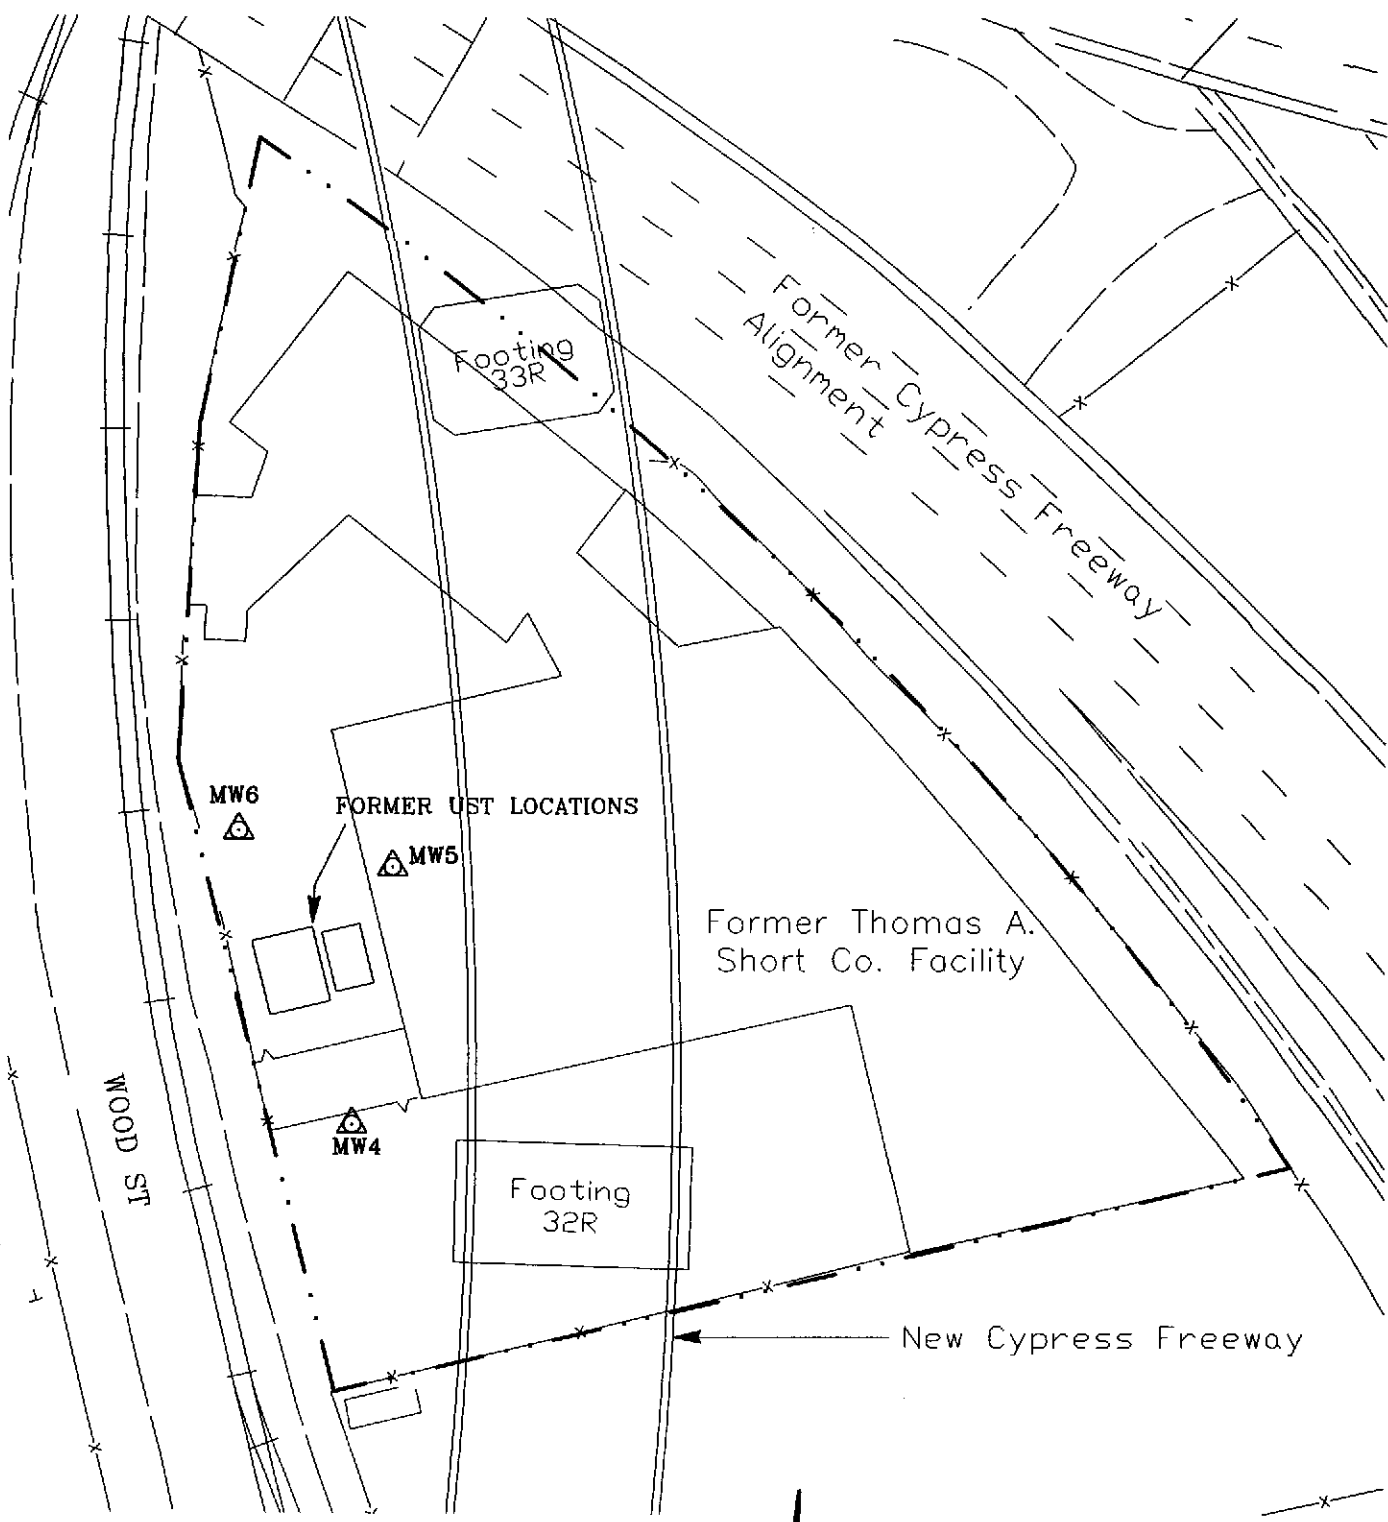 Footing
33R
Former Cypress Freeway
Alignment
MW6
FORMER UST LOCATIONS
MW5
Former Thomas A.
Short Co. Facility
WOOD ST
MW4
Footing
32R
New Cypress Freeway